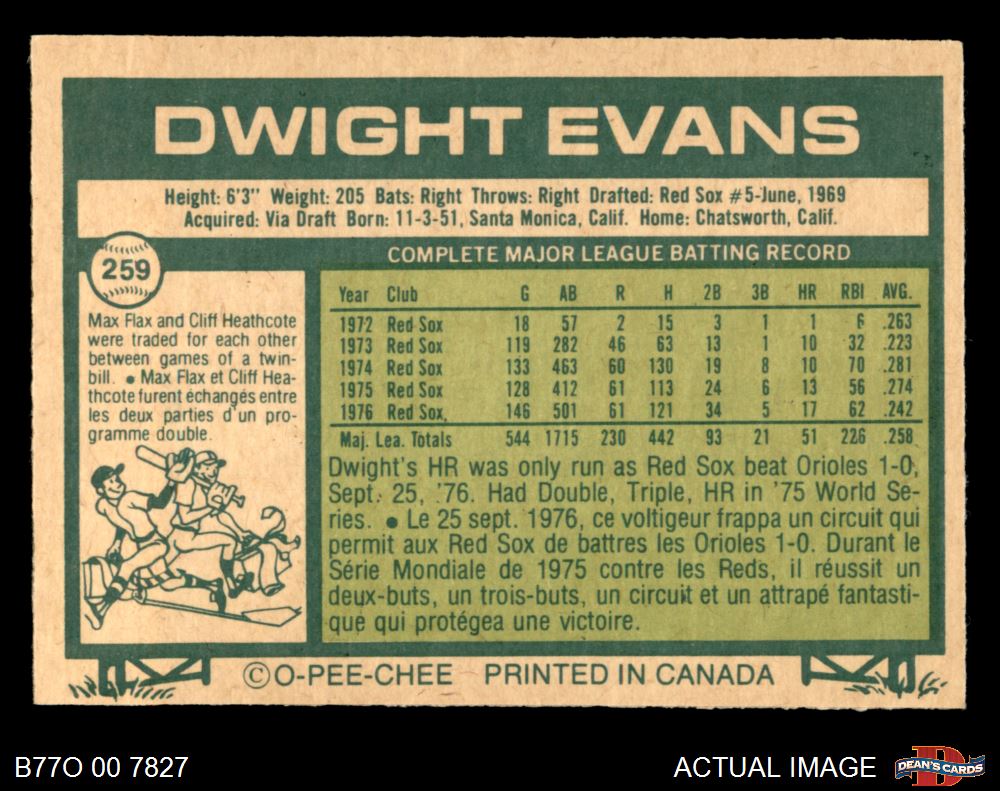 DWIGHT EVANS
Height: 6'3" Weight: 205 Bats: Right Throws: Right Drafted: Red Sox #5-June, 1969
Acquired: Via Draft Born: 11-3-51, Santa Monica, Calif. Home: Chatsworth, Calif.
259
Max Flax and Cliff Heathcote
were traded for each other
between games of a twin-
bill. ● Max Flax et Cliff Hea-
thcote furent échangés entre
les deux parties d'un pro-
gramme double.
COMPLETE MAJOR LEAGUE BATTING RECORD
Year Club G AB R H 2B 3B HR RBI AVG.
1972 Red Sox 18 57 2 15 3 1 1 6 .263
1973 Red Sox 119 282 46 63 13 1 10 32 .223
1974 Red Sox 133 463 60 130 19 8 10 70 .281
1975 Red Sox 128 412 61 113 24 6 13 56 .274
1976 Red Sox. 146 501 61 121 34 5 17 62 .242
Maj. Lea. Totals 544 1715 230 442 93 21 51 226 .258
Dwight's HR was only run as Red Sox beat Orioles 1-0,
Sept. 25, '76. Had Double, Triple, HR in '75 World Se-
ries. ● Le 25 sept. 1976, ce voltigeur frappa un circuit qui
permit aux Red Sox de battres les Orioles 1-0. Durant le
Série Mondiale de 1975 contre les Reds, il réussit un
deux-buts, un trois-buts, un circuit et un attrapé fantasti-
que qui protégea une victoire.
©O-PEE-CHEE PRINTED IN CANADA
B77O 00 7827
ACTUAL IMAGE
DEAN'S CARDS